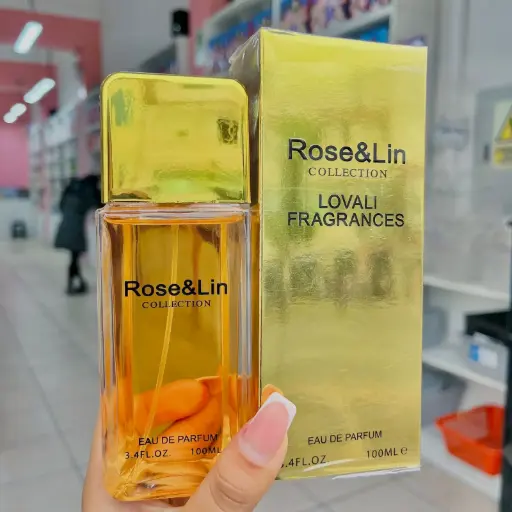 Rose&Lin
COLLECTION
EAU DE PARFUM
3.4FL.OZ. 100ML
Rose&Lin
COLLECTION
LOVALI
FRAGRANCES
EAU DE PARFUM
.4FL.OZ. 100ML e